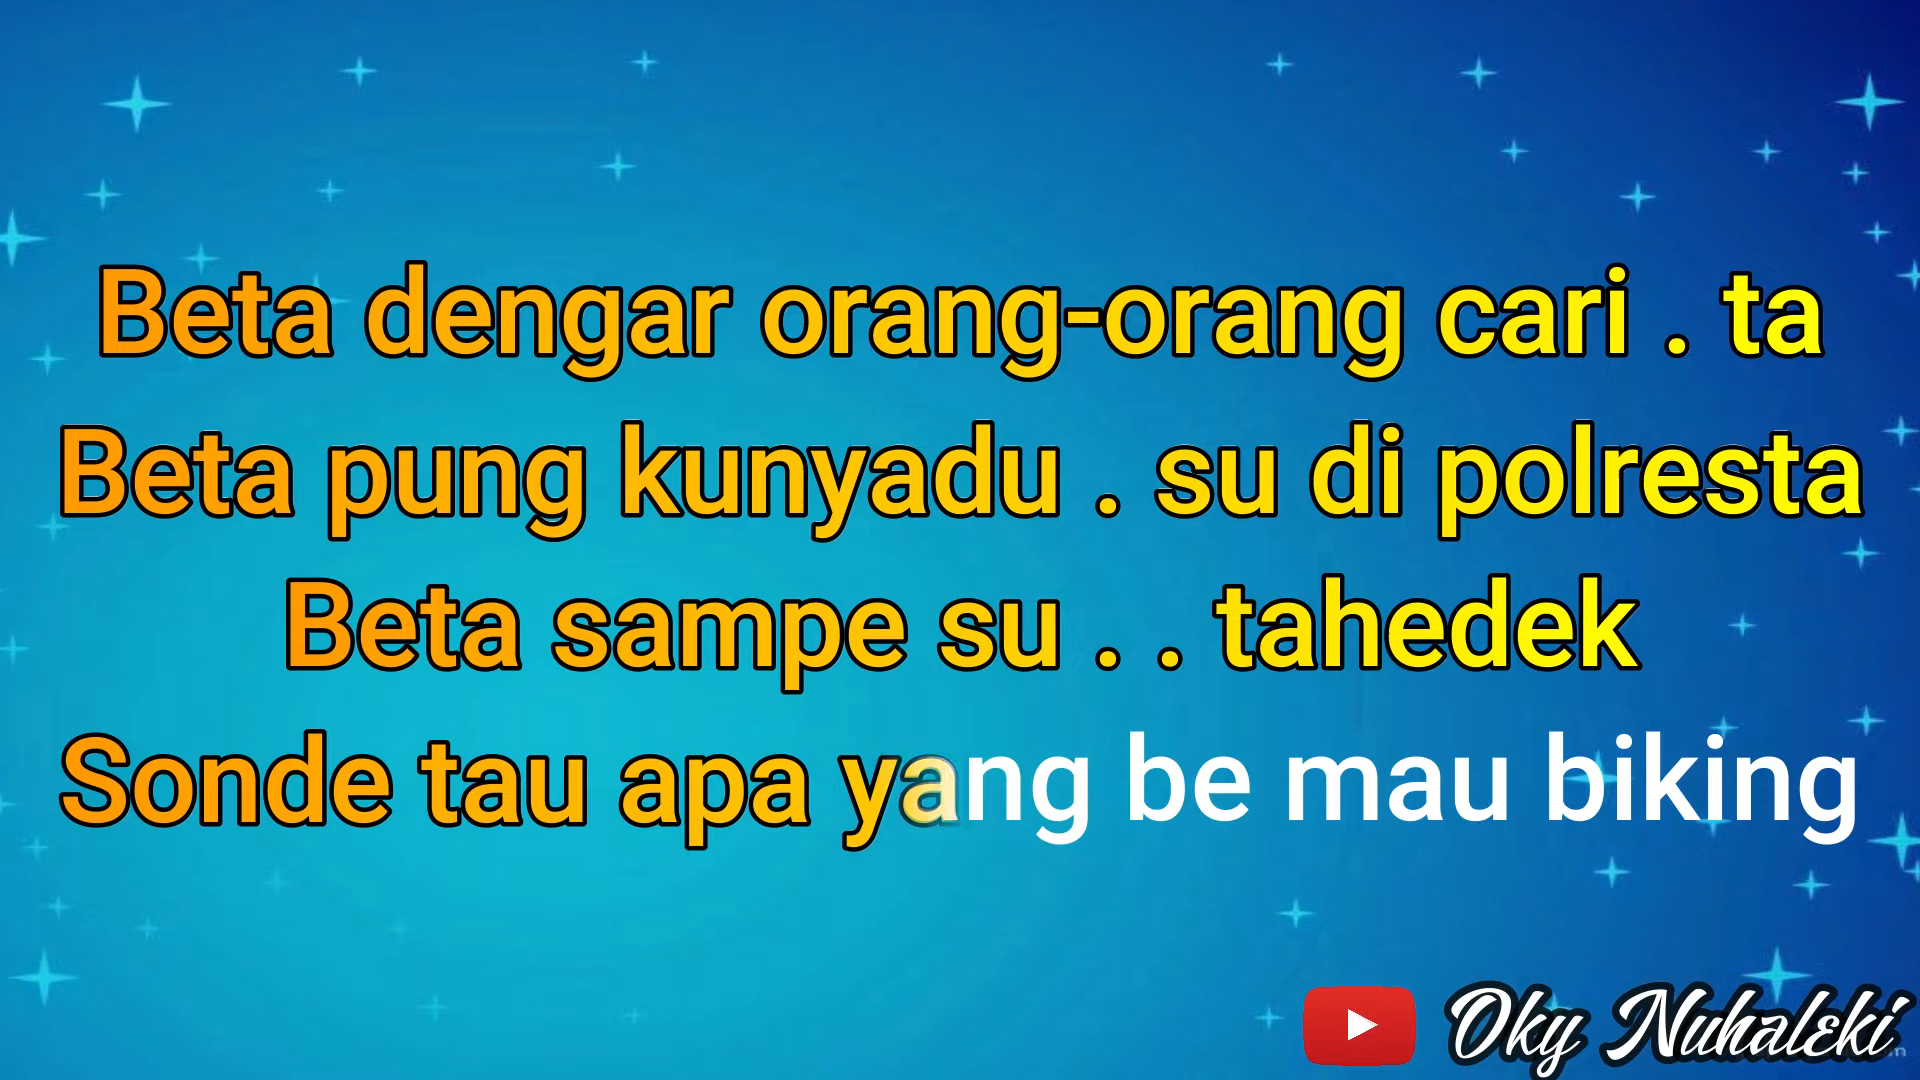 Beta dengar orang-orang cari . ta
Beta pung kunyadu . su di polresta
Beta sampe su . . tahedek
Sonde tau apa yang be mau biking
Oky Nuhaleki